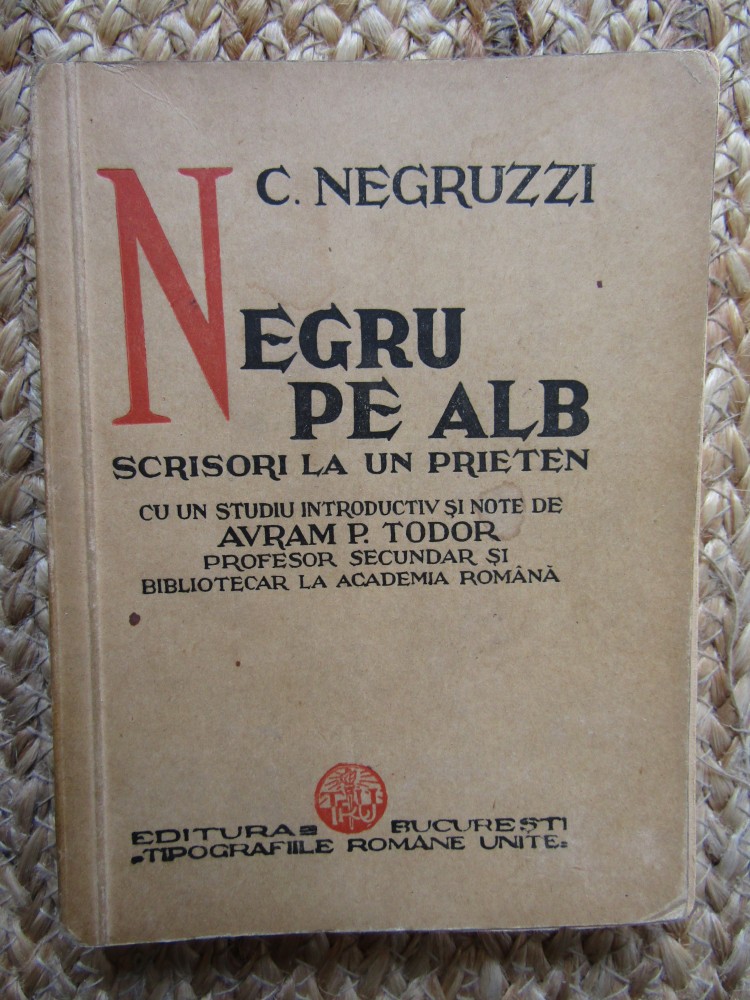 C. NEGRUZZI
NEGRU
PE ALB
SCRISORI LA UN PRIETEN
CU UN STUDIU INTRODUCTIV ȘI NOTE DE
AVRAM P. TODOR
PROFESOR SECUNDAR ȘI
BIBLIOTECAR LA ACADEMIA ROMÂNĂ
EDITURA BUCUREȘTI
„TIPOGRAFIILE ROMÂNE UNITE„